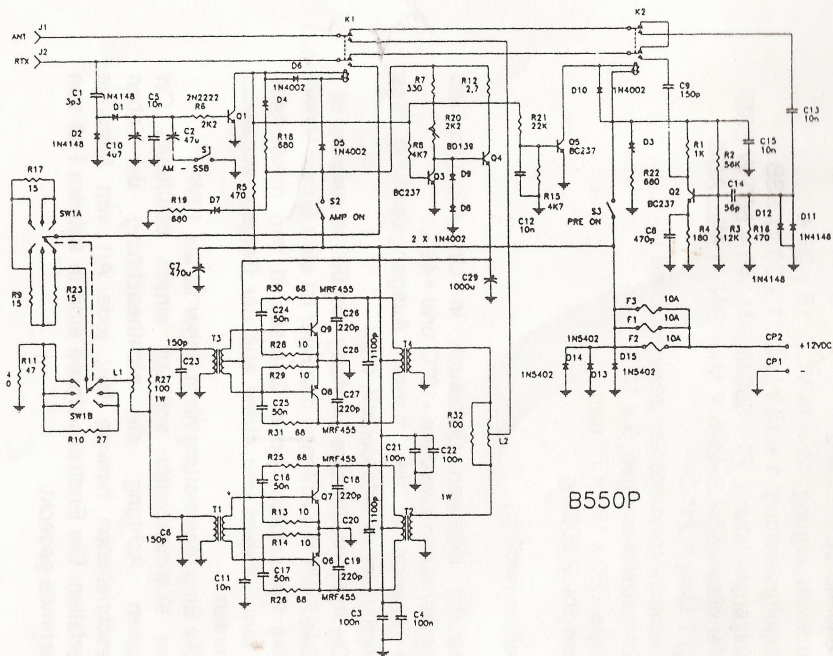 ANT
J1
RTX
J2
K1
K2
C1
3p3
1N4148
D1
C5
10n
2N2222
R6
2K2
Q1
D2
1N4148
C10
4u7
C2
47u
S1
AM - SSB
D6
1N4002
D4
R18
680
D5
1N4002
R5
470
R19
680
D7
S2
AMP ON
R7
330
R12
2,7
R20
2K2
BD139
Q4
R8
4K7
Q3
BC237
D9
D8
2 X 1N4002
R21
22K
Q5
BC237
R15
4K7
C12
10n
D10
1N4002
C9
150p
D3
R22
680
S3
PRE ON
R1
1K
R2
56K
C15
10n
C13
10n
Q2
BC237
C14
56p
C8
470p
R4
180
R3
12K
R16
470
D12
D11
1N4148
1N4148
R17
15
SW1A
R9
15
R23
15
C7
470u
C29
1000u
R11
47
SW1B
R10
27
L1
R27
100
1W
150p
C23
T3
R30
68
MRF455
C24
50n
Q9
C26
220p
R28
10
C28
R29
10
1100p
Q8
C25
50n
C27
220p
R31
68
MRF455
T4
R25
68
MRF455
C16
50n
Q7
C18
220p
R13
10
C20
R14
10
1100p
Q6
C17
50n
C19
220p
R26
68
MRF455
C6
150p
T1
T2
C11
10n
C21
100n
C22
100n
C3
100n
C4
100n
R32
100
L2
1W
F3
10A
F1
10A
F2
10A
CP2
+12VDC
CP1
-
1N5402
D14
D15
1N5402
D13
1N5402
B550P